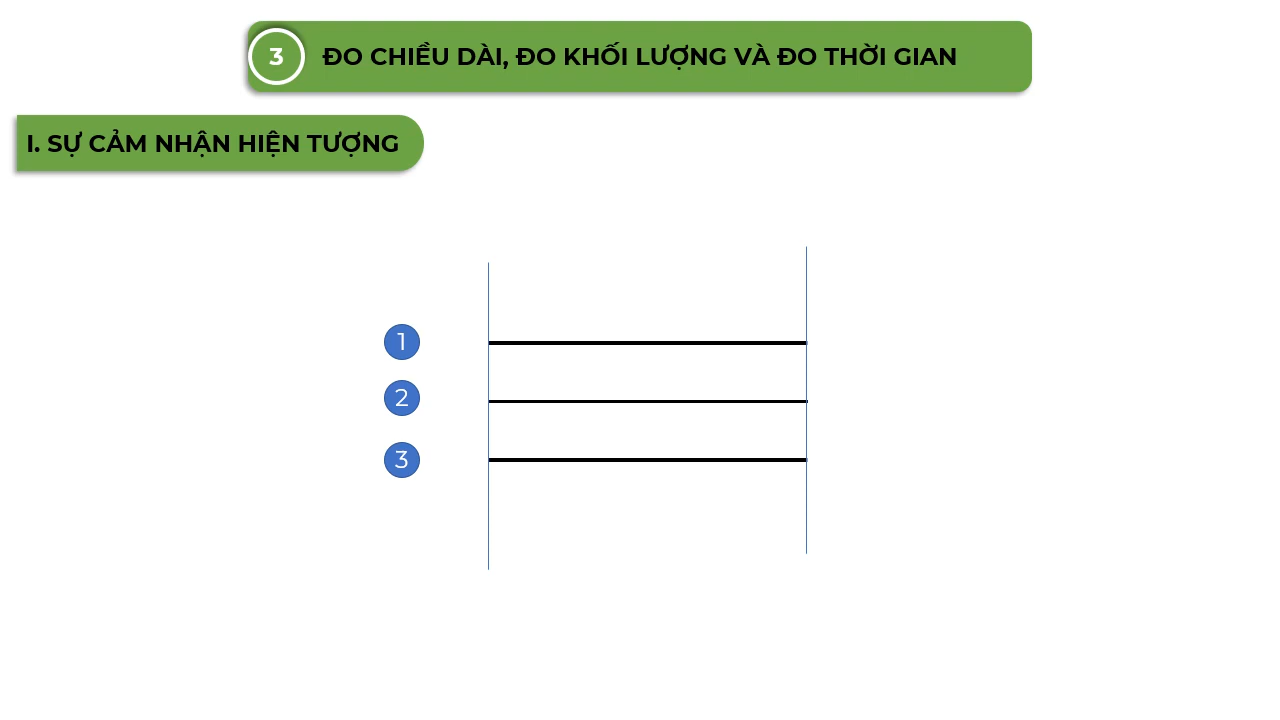 3
ĐO CHIỀU DÀI, ĐO KHỐI LƯỢNG VÀ ĐO THỜI GIAN
I. SỰ CẢM NHẬN HIỆN TƯỢNG
1
2
3